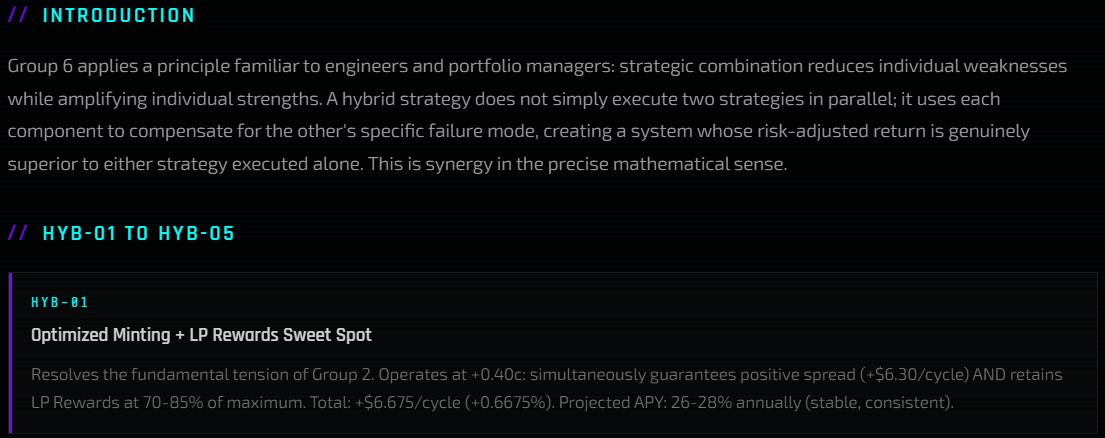 // INTRODUCTION
Group 6 applies a principle familiar to engineers and portfolio managers: strategic combination reduces individual weaknesses
while amplifying individual strengths. A hybrid strategy does not simply execute two strategies in parallel; it uses each
component to compensate for the other's specific failure mode, creating a system whose risk-adjusted return is genuinely
superior to either strategy executed alone. This is synergy in the precise mathematical sense.
// HYB-01 TO HYB-05
HYB-01
Optimized Minting + LP Rewards Sweet Spot
Resolves the fundamental tension of Group 2. Operates at +0.40c: simultaneously guarantees positive spread (+$6.30/cycle) AND retains
LP Rewards at 70-85% of maximum. Total: +$6.675/cycle (+0.6675%). Projected APY: 26-28% annually (stable, consistent).